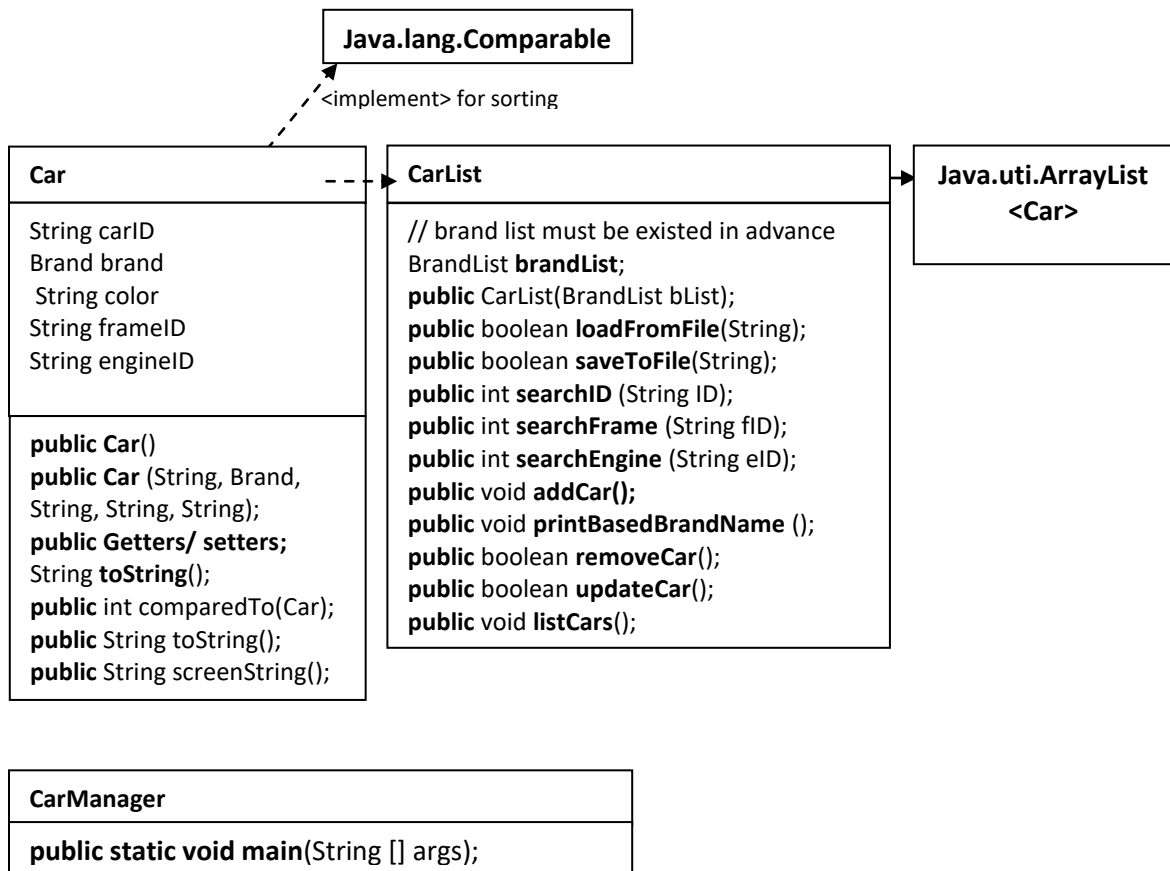 Java.lang.Comparable
<implement> for sorting
Car
String carID
Brand brand
String color
String frameID
String engineID
public Car()
public Car (String, Brand,
String, String, String);
public Getters/ setters;
String toString();
public int comparedTo(Car);
public String toString();
public String screenString();
CarList
// brand list must be existed in advance
BrandList brandList;
public CarList(BrandList bList);
public boolean loadFromFile(String);
public boolean saveToFile(String);
public int searchID (String ID);
public int searchFrame (String fID);
public int searchEngine (String eID);
public void addCar();
public void printBasedBrandName ();
public boolean removeCar();
public boolean updateCar();
public void listCars();
Java.uti.ArrayList
<Car>
CarManager
public static void main(String [] args);